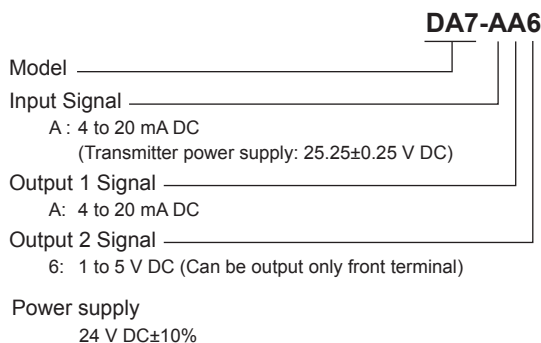 DA7-AA6
Model
Input Signal
A : 4 to 20 mA DC
(Transmitter power supply: 25.25±0.25 V DC)
Output 1 Signal
A: 4 to 20 mA DC
Output 2 Signal
6: 1 to 5 V DC (Can be output only front terminal)
Power supply
24 V DC±10%